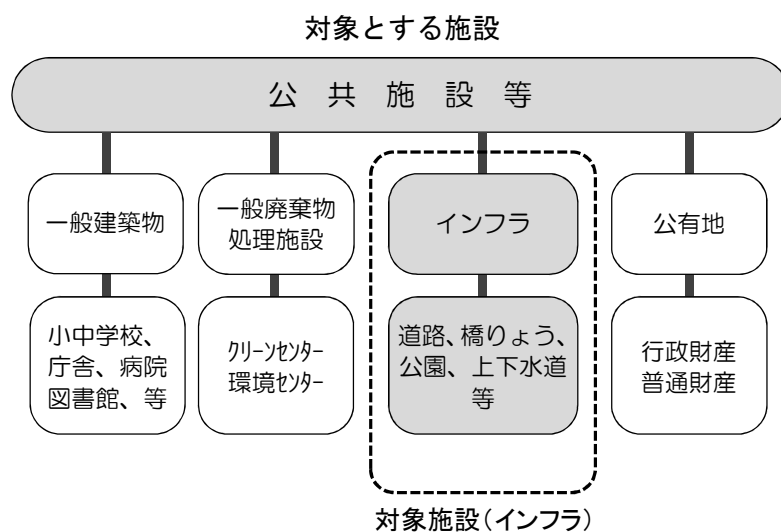 対象とする施設
公共施設等
一般建築物
一般廃棄物
処理施設
インフラ
公有地
小中学校、
庁舎、病院
図書館、等
ｸﾘｰﾝｾﾝﾀｰ
環境ｾﾝﾀｰ
道路、橋りょう、
公園、上下水道
等
行政財産
普通財産
対象施設（インフラ）